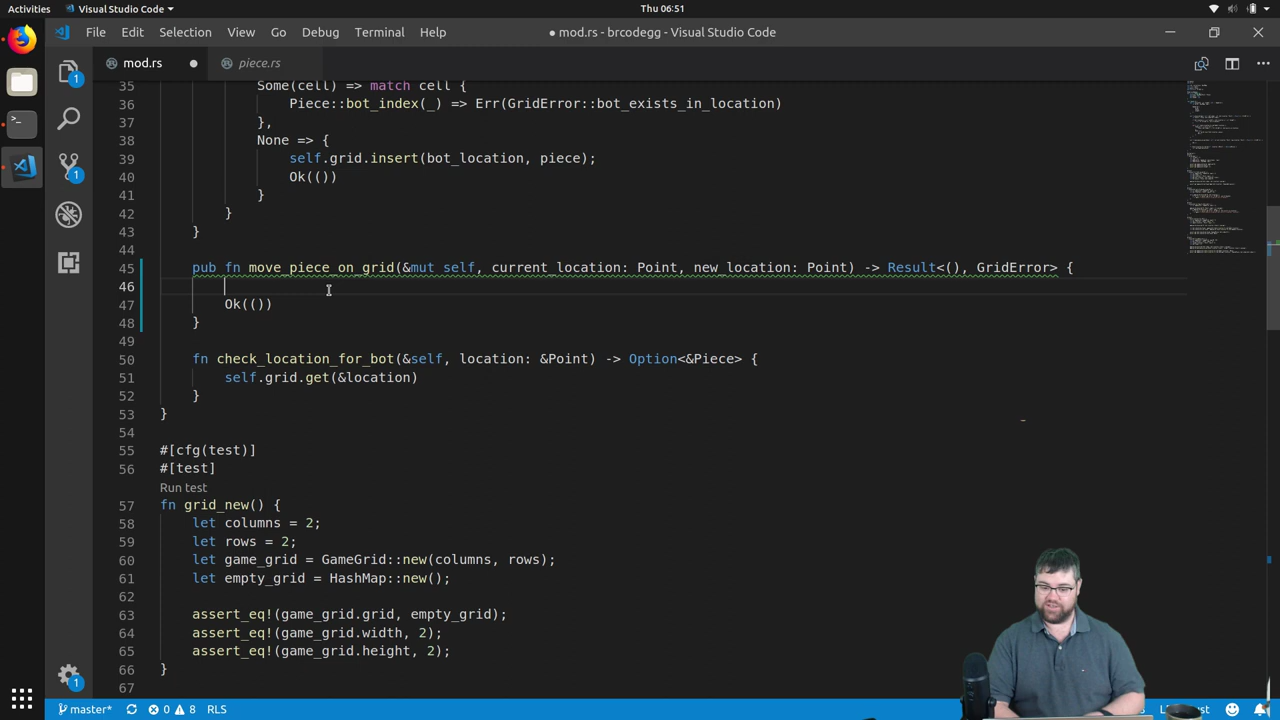 Activities
Visual Studio Code
Thu 06:51
File Edit Selection View Go Debug Terminal Help
● mod.rs - brcodegg - Visual Studio Code
mod.rs
piece.rs
35 Some(cell) => match cell {
36 Piece::bot_index(_) => Err(GridError::bot_exists_in_location)
37 },
38 None => {
39 self.grid.insert(bot_location, piece);
40 Ok(())
41 }
42 }
43 }
44
45 pub fn move_piece_on_grid(&mut self, current_location: Point, new_location: Point) -> Result<(), GridError> {
46
47 Ok(())
48 }
49
50 fn check_location_for_bot(&self, location: &Point) -> Option<&Piece> {
51 self.grid.get(&location)
52 }
53 }
54
55 #[cfg(test)]
56 #[test]
Run test
57 fn grid_new() {
58 let columns = 2;
59 let rows = 2;
60 let game_grid = GameGrid::new(columns, rows);
61 let empty_grid = HashMap::new();
62
63 assert_eq!(game_grid.grid, empty_grid);
64 assert_eq!(game_grid.width, 2);
65 assert_eq!(game_grid.height, 2);
66 }
67
1
1
1
master*
0
8
RLS